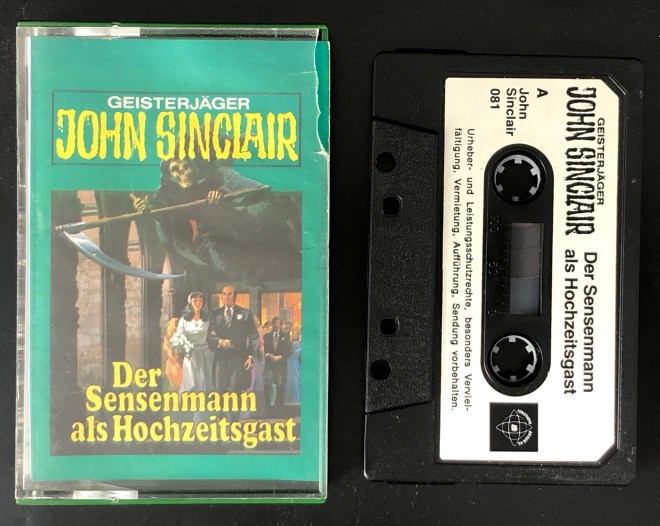 GEISTERJÄGER
JOHN SINCLAIR
Der
Sensenmann
als Hochzeitsgast
GEISTERJÄGER
JOHN SINCLAIR
Der Sensenmann
als Hochzeitsgast
A
John
Sinclair
081
Urheber- und Leistungsschutzrechte, besonders Verviel-
fältigung, Vermietung, Aufführung, Sendung vorbehalten.